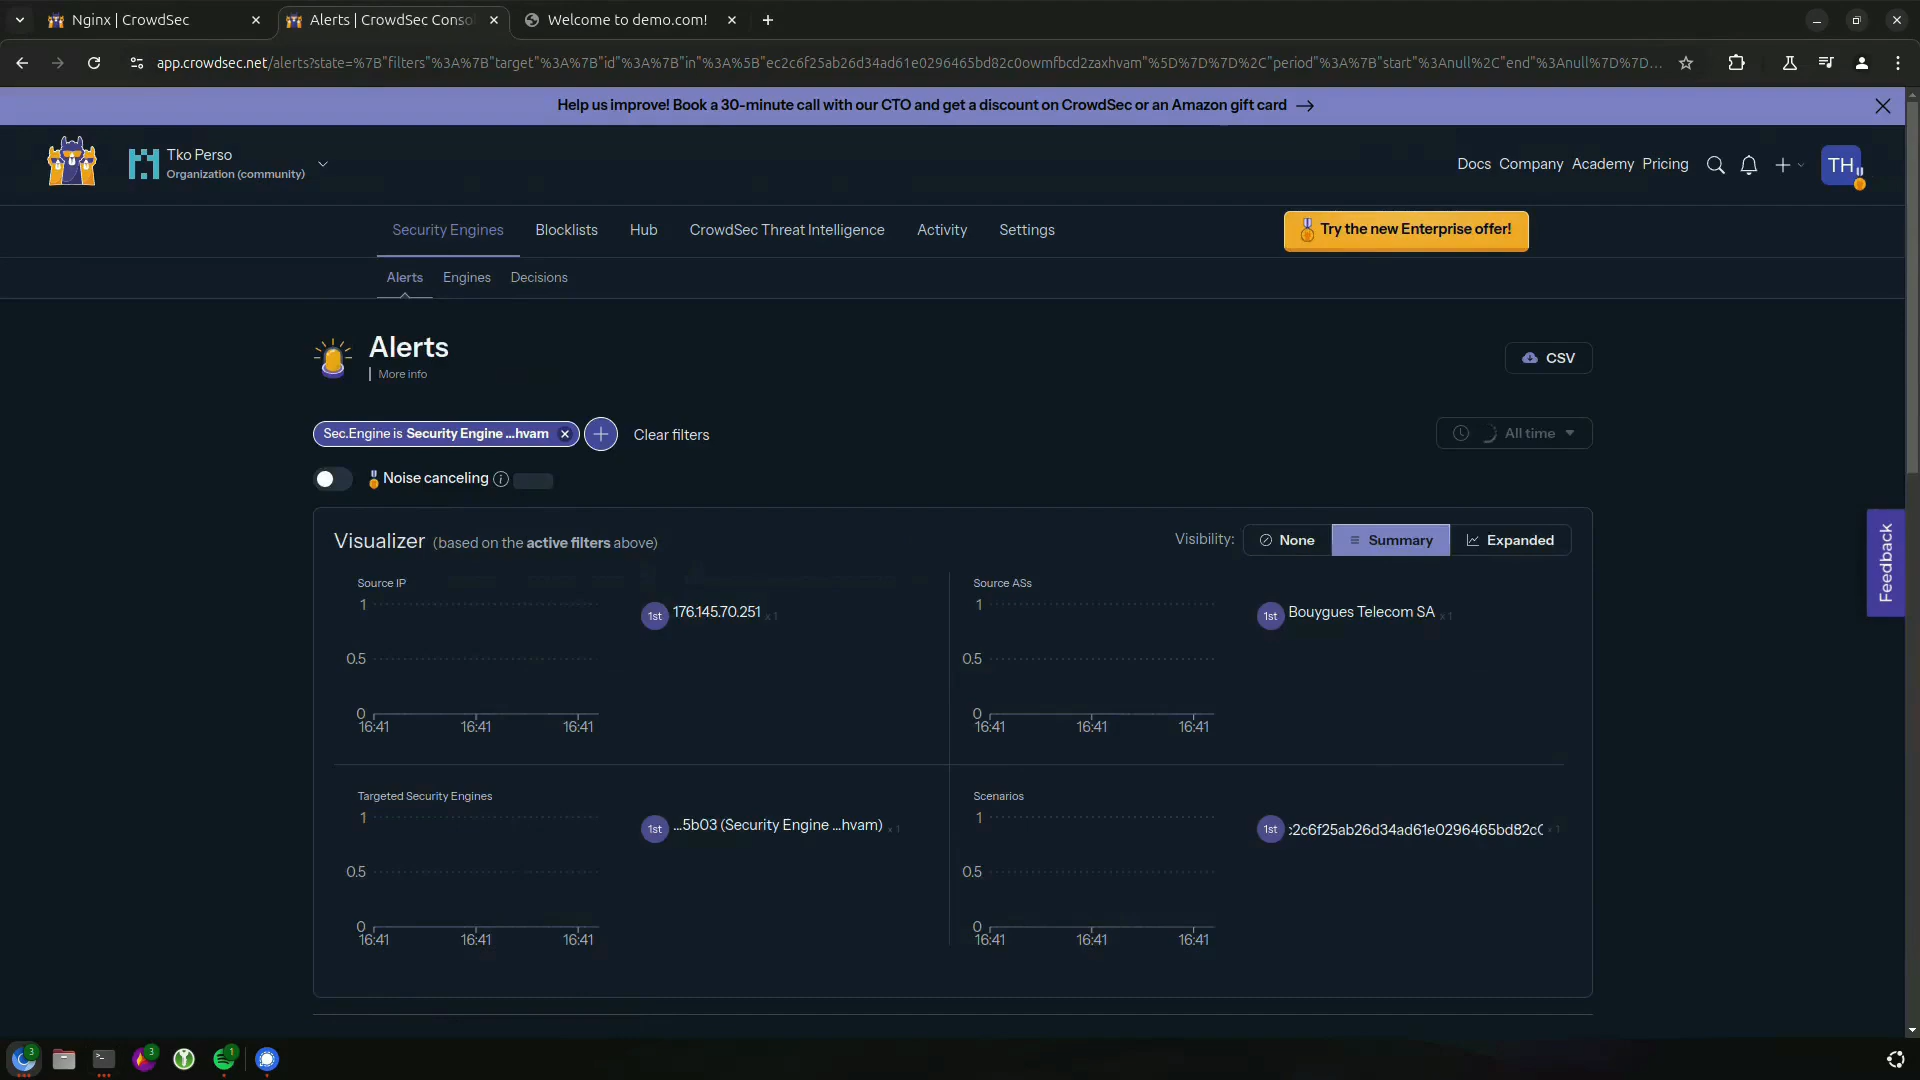 Nginx | CrowdSec
Alerts | CrowdSec Conso
Welcome to demo.com!
app.crowdsec.net/alerts?state=%7B"filters"%3A%7B"target"%3A%7B"id"%3A%7B"in"%3A%5B"ec2c6f25ab26d34ad61e0296465bd82c0owmfbcd2zaxhvam"%5D%7D%7D%2C"period"%3A%7B"start"%3Anull%2C"end"%3Anull%7D%7D...
Help us improve! Book a 30-minute call with our CTO and get a discount on CrowdSec or an Amazon gift card →
Tko Perso
Organization (community)
Docs Company Academy Pricing
TH
Security Engines Blocklists Hub CrowdSec Threat Intelligence Activity Settings
Try the new Enterprise offer!
Alerts Engines Decisions
Alerts
More info
CSV
Sec.Engine is Security Engine ...hvam
Clear filters
All time
Noise canceling
Visualizer (based on the active filters above)
Visibility: None Summary Expanded
Source IP
1
0.5
0
16:41 16:41 16:41
1st 176.145.70.251 x 1
Source ASs
1
0.5
0
16:41 16:41 16:41
1st Bouygues Telecom SA x 1
Targeted Security Engines
1
0.5
0
16:41 16:41 16:41
1st ...5b03 (Security Engine ...hvam) x 1
Scenarios
1
0.5
0
16:41 16:41 16:41
1st :2c6f25ab26d34ad61e0296465bd82c0 x 1
Feedback
3
3
1